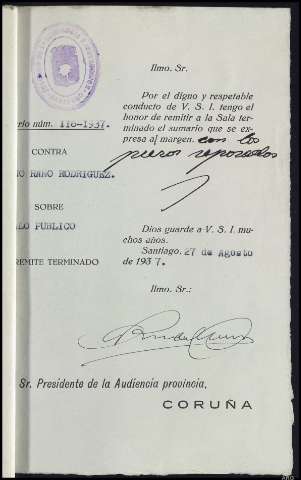 Ilmo. Sr.
Por el digno y respetable
conducto de V. S. I. tengo el
honor de remitir a la Sala ter-
minado el sumario que se ex-
presa al margen. con los
rio núm. 116-1937.
CONTRA
O RAMO RODRIGUEZ.
SOBRE
LO PUBLICO
REMITE TERMINADO
Dios guarde a V. S. I. mu-
chos años.
Santiago, 27 de Agosto
de 1937.
Ilmo. Sr.:
Sr. Presidente de la Audiencia provincia,
CORUÑA